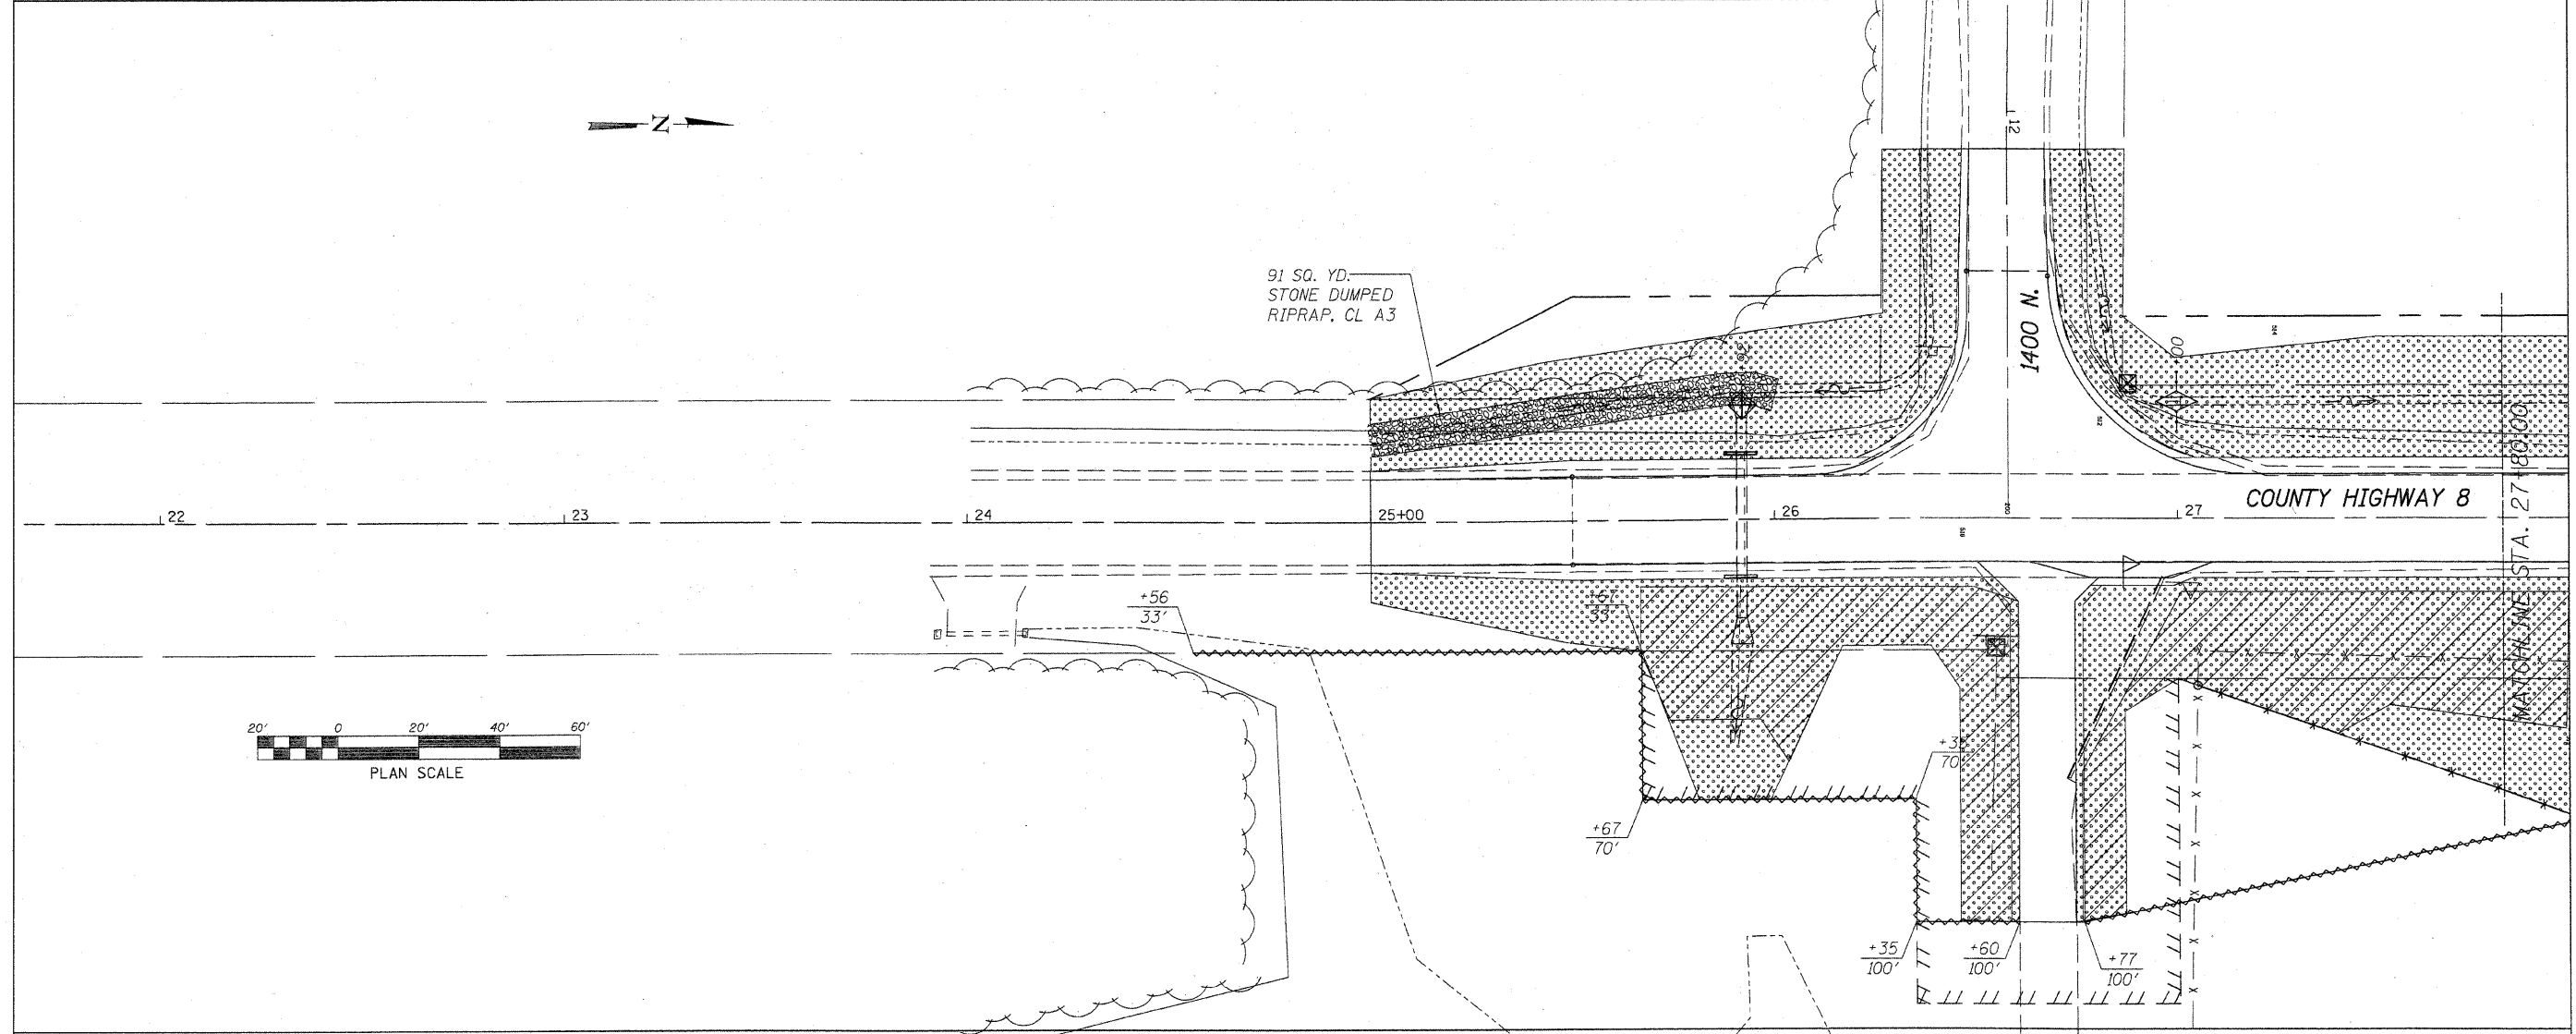 N
12
91 SQ. YD.
STONE DUMPED
RIPRAP, CL A3
1400 N.
+00
92
COUNTY HIGHWAY 8
MATCHLINE STA. 27+80.00
22
23
24
25+00
26
27
+56
33'
+67
33'
20' 0 20' 40' 60'
PLAN SCALE
+35
70'
+67
70'
+35
100'
+60
100'
+77
100'